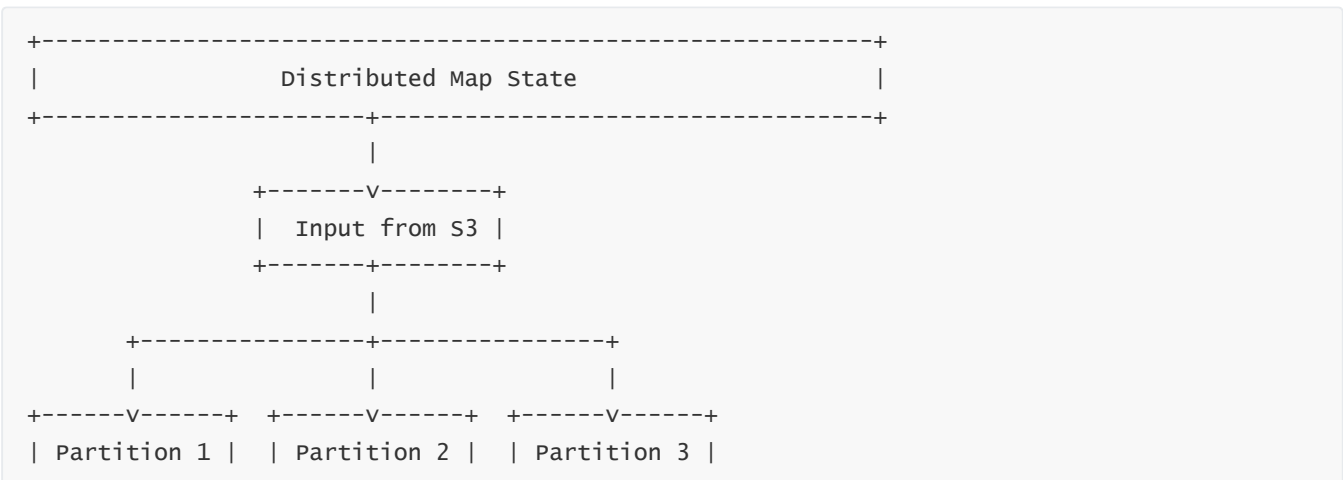 +-----------------------------------------------------------+
|                 Distributed Map State                     |
+-----------------------+-----------------------------------+
                        |
                +-------v--------+
                |  Input from S3 |
                +-------+--------+
                        |
       +----------------+----------------+
       |                |                |
+------v------+  +------v------+  +------v------+
| Partition 1 |  | Partition 2 |  | Partition 3 |